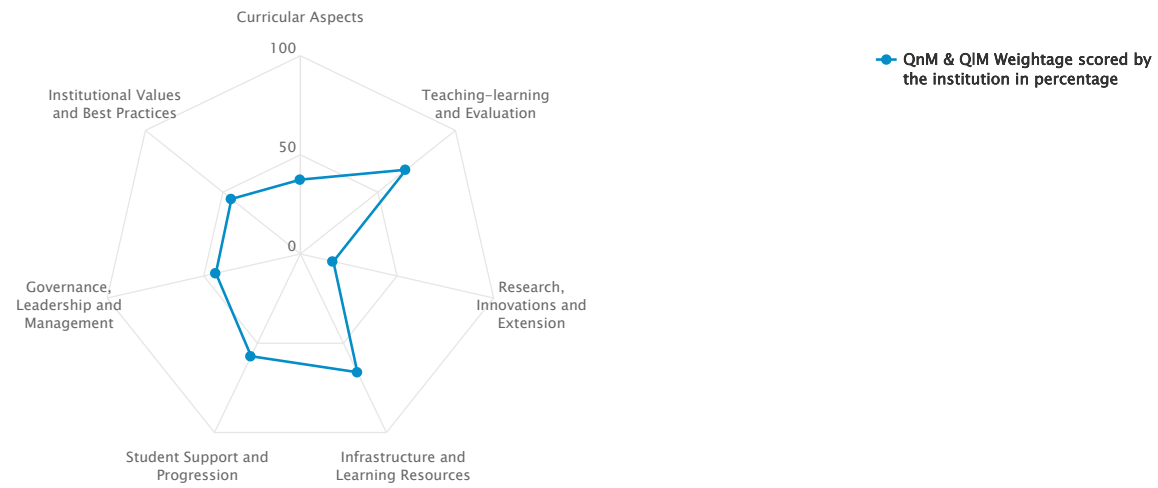 Curricular Aspects
100
50
0
Teaching-learning
and Evaluation
Research,
Innovations and
Extension
Infrastructure and
Learning Resources
Student Support and
Progression
Governance,
Leadership and
Management
Institutional Values
and Best Practices
QnM & QlM Weightage scored by
the institution in percentage